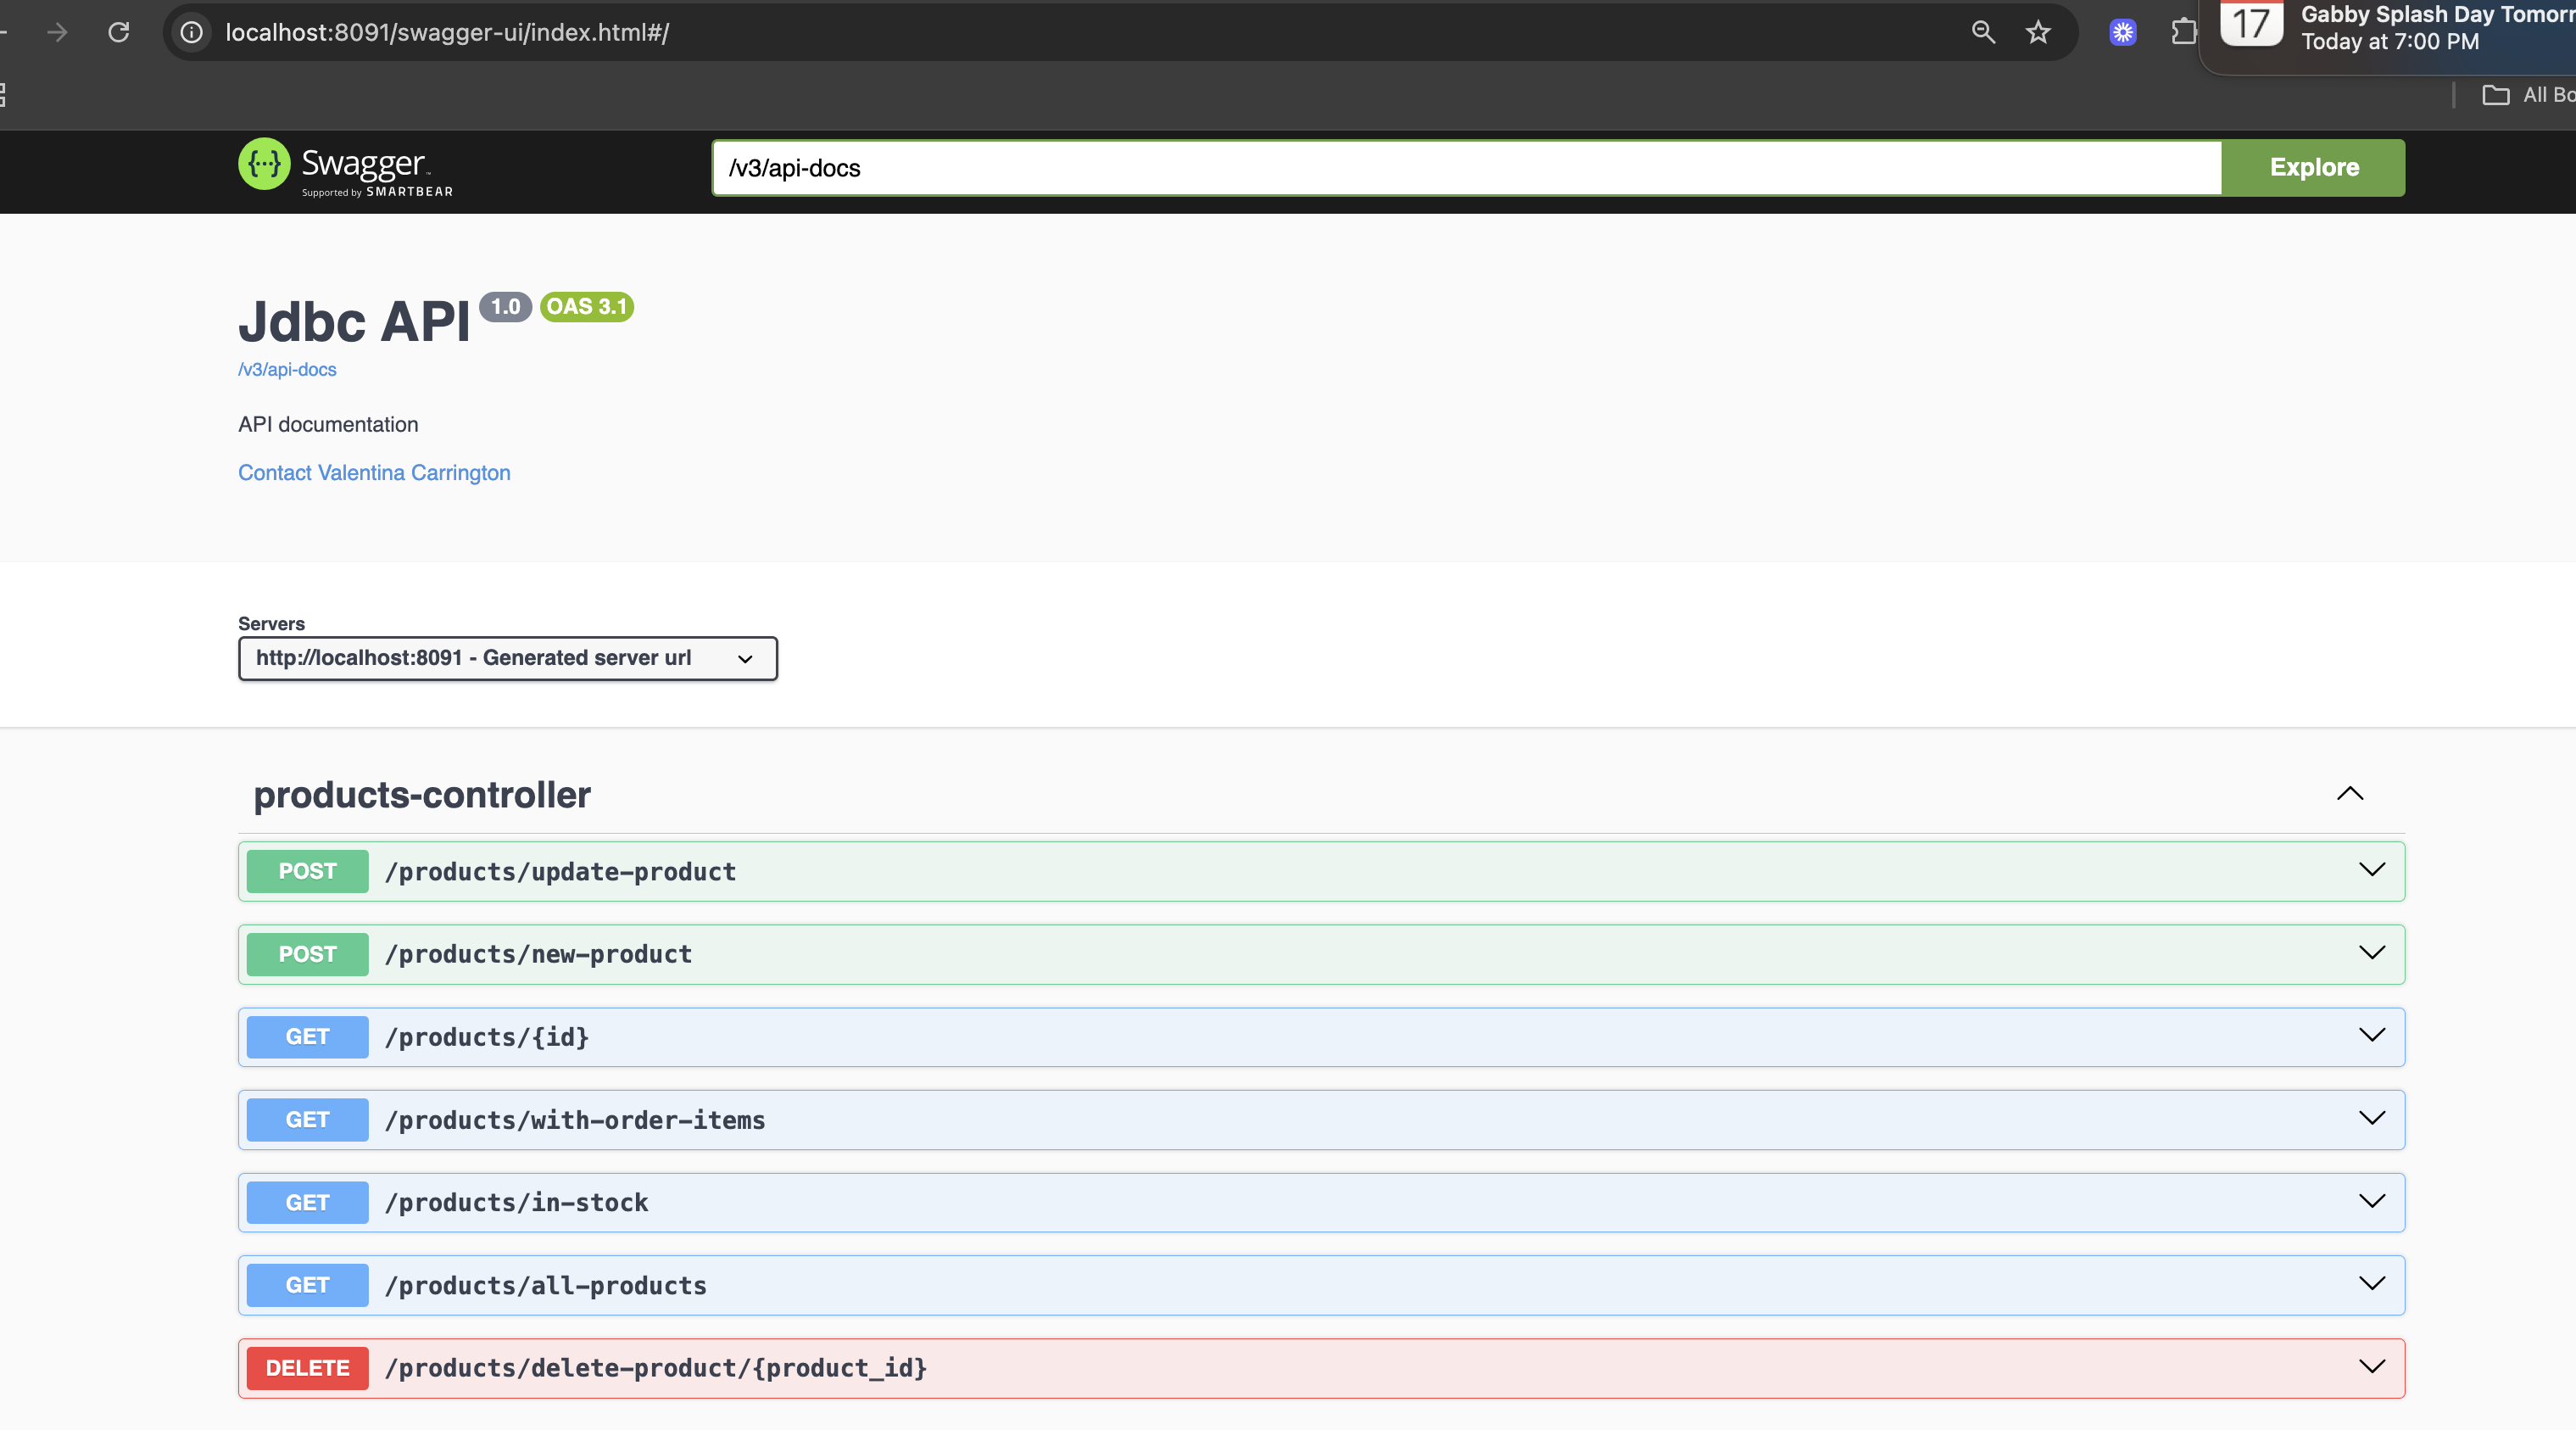 localhost:8091/swagger-ui/index.html#/
17
Gabby Splash Day
Today at 7:00 PM
All
Swagger
Supported by SMARTBEAR
/v3/api-docs
Explore
Jdbc API 1.0 OAS 3.1
/v3/api-docs
API documentation
Contact Valentina Carrington
Servers
http://localhost:8091 - Generated server url
products-controller
POST /products/update-product
POST /products/new-product
GET /products/{id}
GET /products/with-order-items
GET /products/in-stock
GET /products/all-products
DELETE /products/delete-product/{product_id}